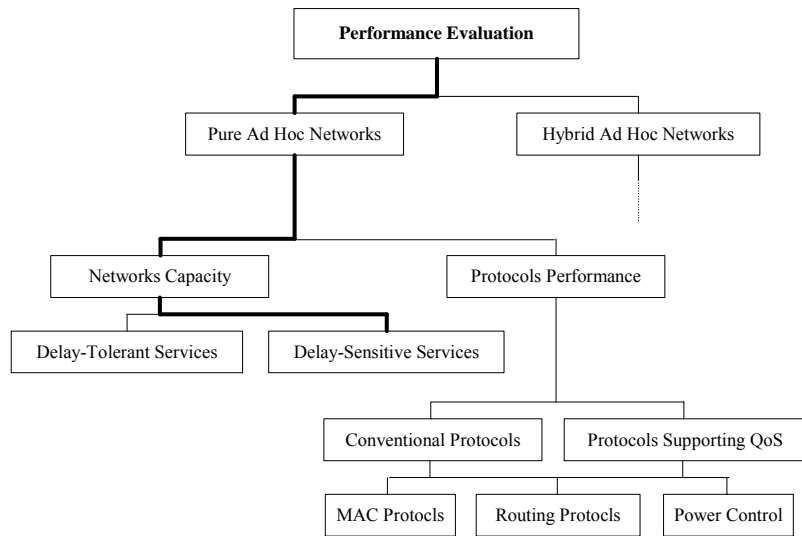 Performance Evaluation
Pure Ad Hoc Networks
Hybrid Ad Hoc Networks
Networks Capacity
Protocols Performance
Delay-Tolerant Services
Delay-Sensitive Services
Conventional Protocols
Protocols Supporting QoS
MAC Protocls
Routing Protocls
Power Control